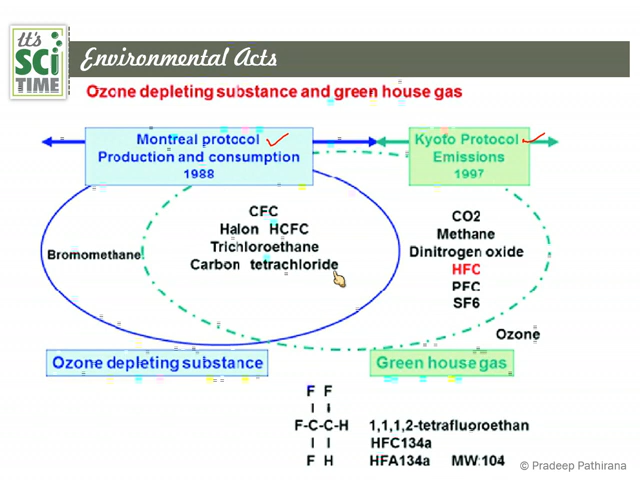 It's
SCI
TIME
Environmental Acts
Ozone depleting substance and green house gas
Montreal protocol
Production and consumption
1988
Kyoto Protocol
Emissions
1997
CFC
Halon HCFC
Trichloroethane
Carbon tetrachloride
Bromomethane
CO2
Methane
Dinitrogen oxide
HFC
PFC
SF6
Ozone
Ozone depleting substance
Green house gas
F F
F-C-C-H 1,1,1,2-tetrafluoroethan
HFC134a
F H HFA134a MW:104
© Pradeep Pathirana